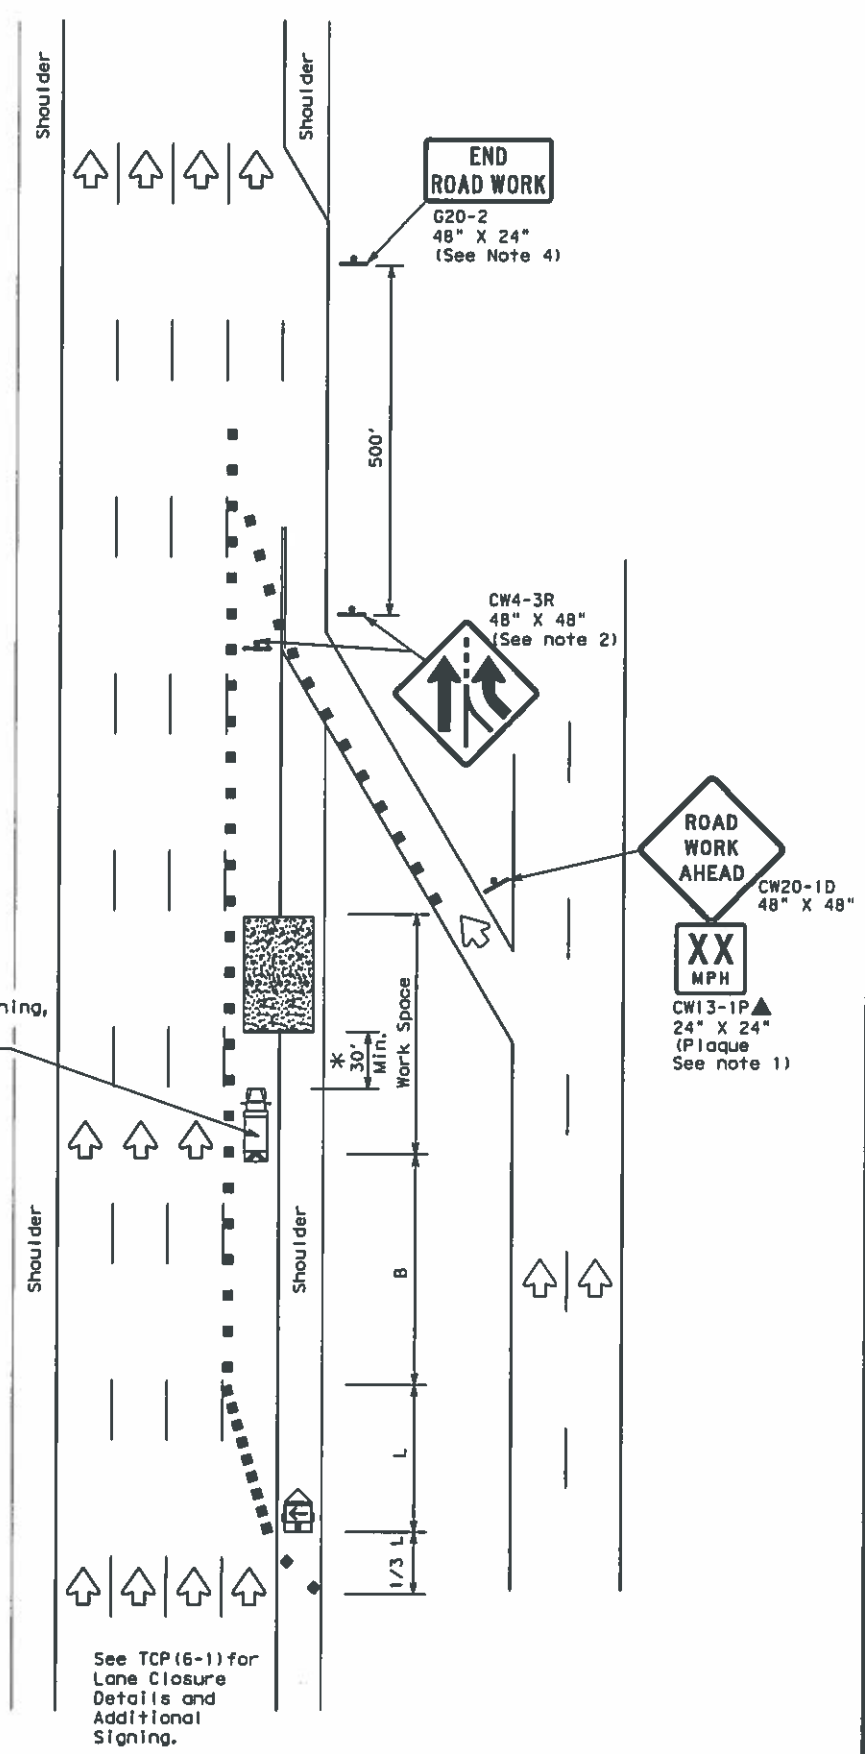 Shoulder
Shoulder
END
ROAD WORK
G20-2
48" X 24"
(See Note 4)
500'
CW4-3R
48" X 48"
(See note 2)
ROAD
WORK
AHEAD
CW20-1D
48" X 48"
XX
MPH
CW13-1P▲
24" X 24"
(Plaque
See note 1)
*
30'
Min.
Work Space
Shoulder
Shoulder
B
L
1/3 L
See TCP(6-1)for
Lane Closure
Details and
Additional
Signing.